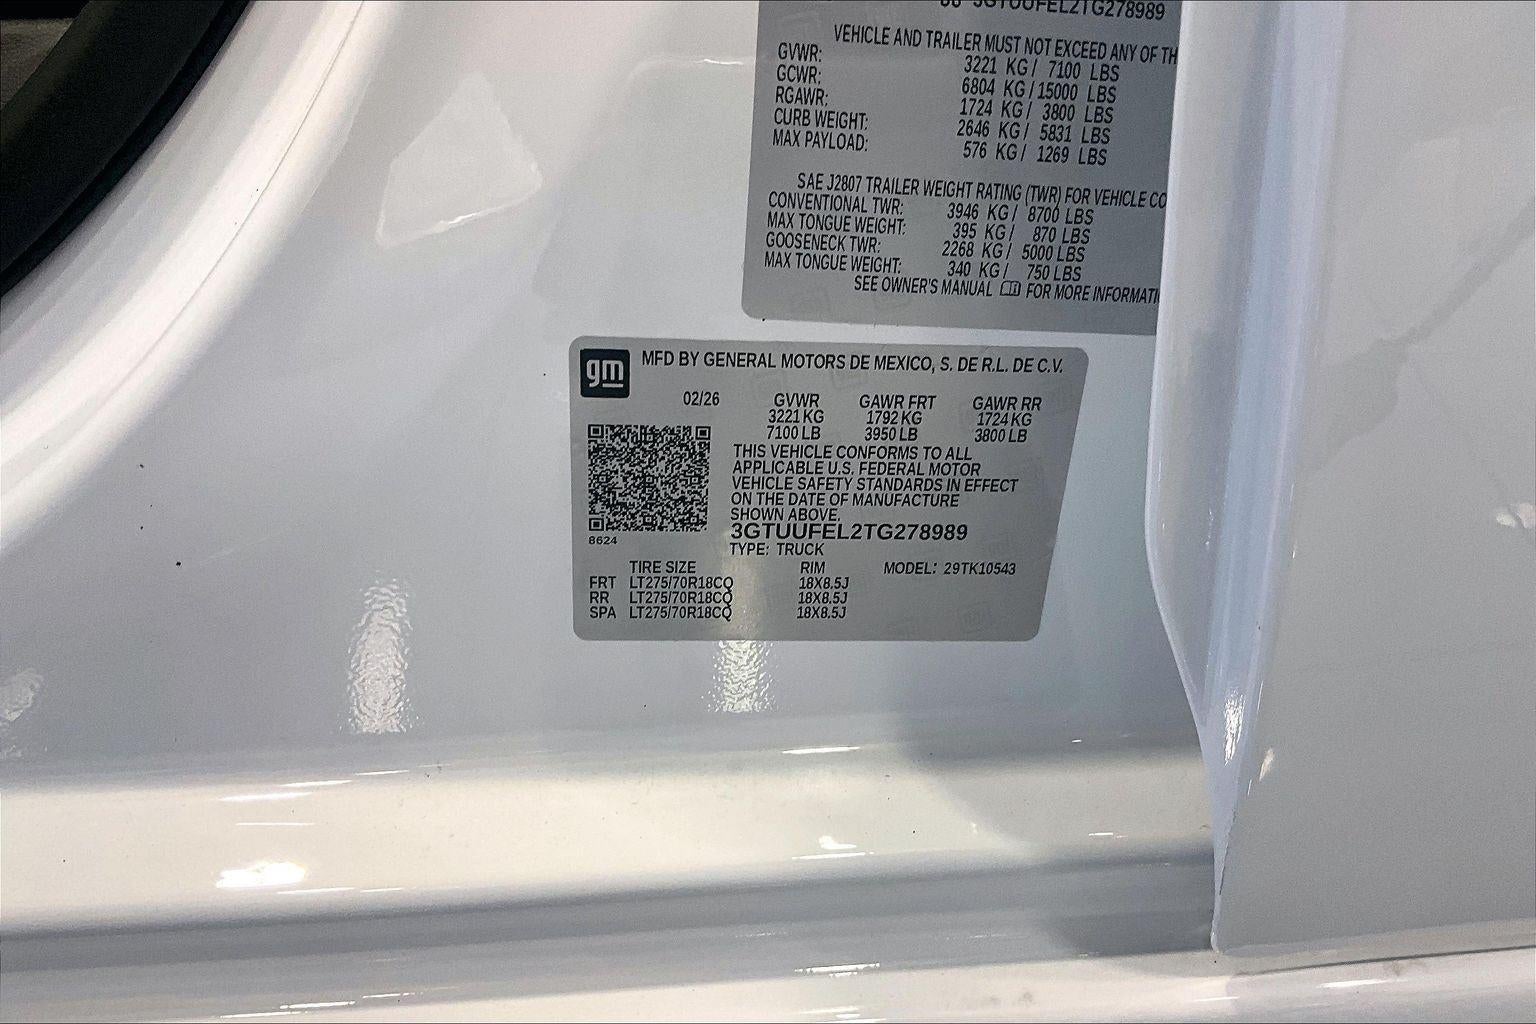 3GTUUFEL2TG278989
VEHICLE AND TRAILER MUST NOT EXCEED ANY OF TH
GVWR: 3221 KG/ 7100 LBS
GCWR: 6804 KG/15000 LBS
RGAWR: 1724 KG/ 3800 LBS
CURB WEIGHT: 2646 KG/ 5831 LBS
MAX PAYLOAD: 576 KG/ 1269 LBS
SAE J2807 TRAILER WEIGHT RATING (TWR) FOR VEHICLE CO
CONVENTIONAL TWR: 3946 KG/ 8700 LBS
MAX TONGUE WEIGHT: 395 KG/ 870 LBS
GOOSENECK TWR: 2268 KG/ 5000 LBS
MAX TONGUE WEIGHT: 340 KG/ 750 LBS
SEE OWNER'S MANUAL FOR MORE INFORMATI
gm MFD BY GENERAL MOTORS DE MEXICO, S. DE R.L. DE C.V.
02/26 GVWR GAWR FRT GAWR RR
3221 KG 1792 KG 1724 KG
7100 LB 3950 LB 3800 LB
THIS VEHICLE CONFORMS TO ALL
APPLICABLE U.S. FEDERAL MOTOR
VEHICLE SAFETY STANDARDS IN EFFECT
ON THE DATE OF MANUFACTURE
SHOWN ABOVE.
8624 3GTUUFEL2TG278989
TYPE: TRUCK
TIRE SIZE RIM MODEL: 29TK10543
FRT LT275/70R18CQ 18X8.5J
RR LT275/70R18CQ 18X8.5J
SPA LT275/70R18CQ 18X8.5J